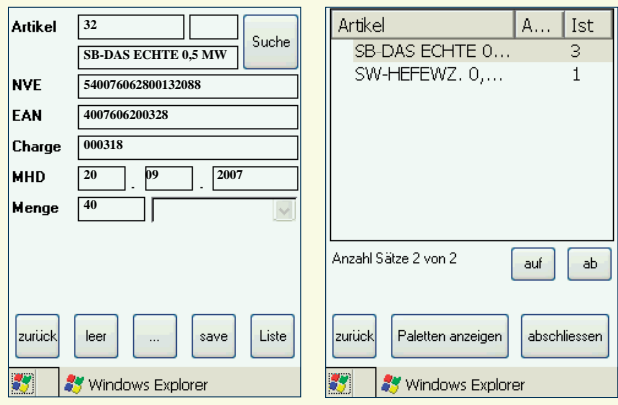 Artikel 32
Suche
SB-DAS ECHTE 0,5 MW
NVE 540076062800132088
EAN 4007606200328
Charge 000318
MHD 20 . 09 . 2007
Menge 40
zurück leer ... save Liste
Windows Explorer
Artikel A... Ist
SB-DAS ECHTE 0... 3
SW-HEFEWZ. 0,... 1
Anzahl Sätze 2 von 2 auf ab
zurück Paletten anzeigen abschliessen
Windows Explorer